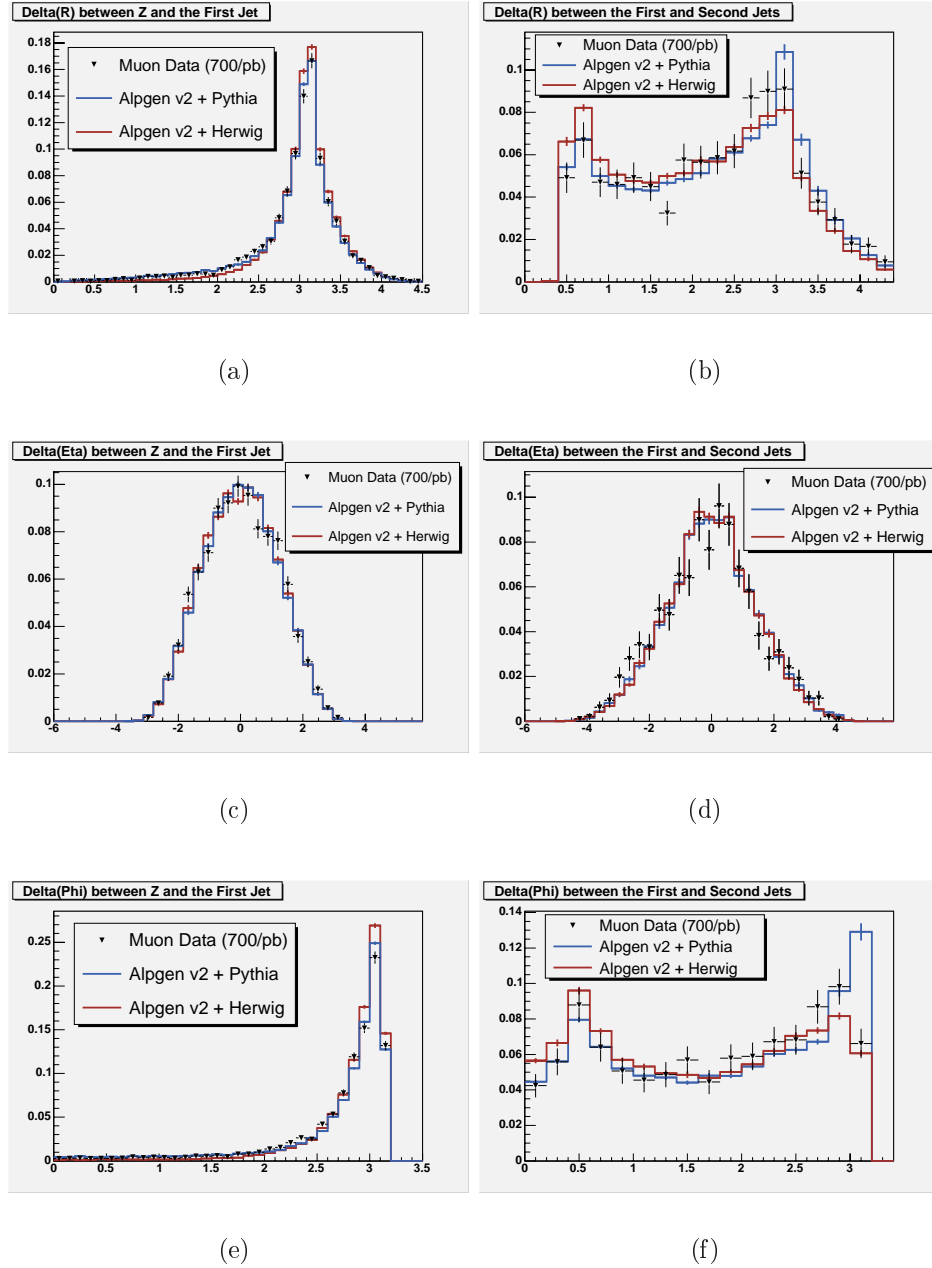 Delta(R) between Z and the First Jet
0.18
0.16
0.14
0.12
0.1
0.08
0.06
0.04
0.02
0
Muon Data (700/pb)
Alpgen v2 + Pythia
Alpgen v2 + Herwig
0 0.5 1 1.5 2 2.5 3 3.5 4 4.5
(a)
Delta(R) between the First and Second Jets
0.1
0.08
0.06
0.04
0.02
0
Muon Data (700/pb)
Alpgen v2 + Pythia
Alpgen v2 + Herwig
0 0.5 1 1.5 2 2.5 3 3.5 4
(b)
Delta(Eta) between Z and the First Jet
0.1
0.08
0.06
0.04
0.02
0
Muon Data (700/pb)
Alpgen v2 + Pythia
Alpgen v2 + Herwig
-6 -4 -2 0 2 4
(c)
Delta(Eta) between the First and Second Jets
0.1
0.08
0.06
0.04
0.02
0
Muon Data (700/pb)
Alpgen v2 + Pythia
Alpgen v2 + Herwig
-6 -4 -2 0 2 4
(d)
Delta(Phi) between Z and the First Jet
0.25
0.2
0.15
0.1
0.05
0
Muon Data (700/pb)
Alpgen v2 + Pythia
Alpgen v2 + Herwig
0 0.5 1 1.5 2 2.5 3 3.5
(e)
Delta(Phi) between the First and Second Jets
0.14
0.12
0.1
0.08
0.06
0.04
0.02
0
Muon Data (700/pb)
Alpgen v2 + Pythia
Alpgen v2 + Herwig
0 0.5 1 1.5 2 2.5 3
(f)